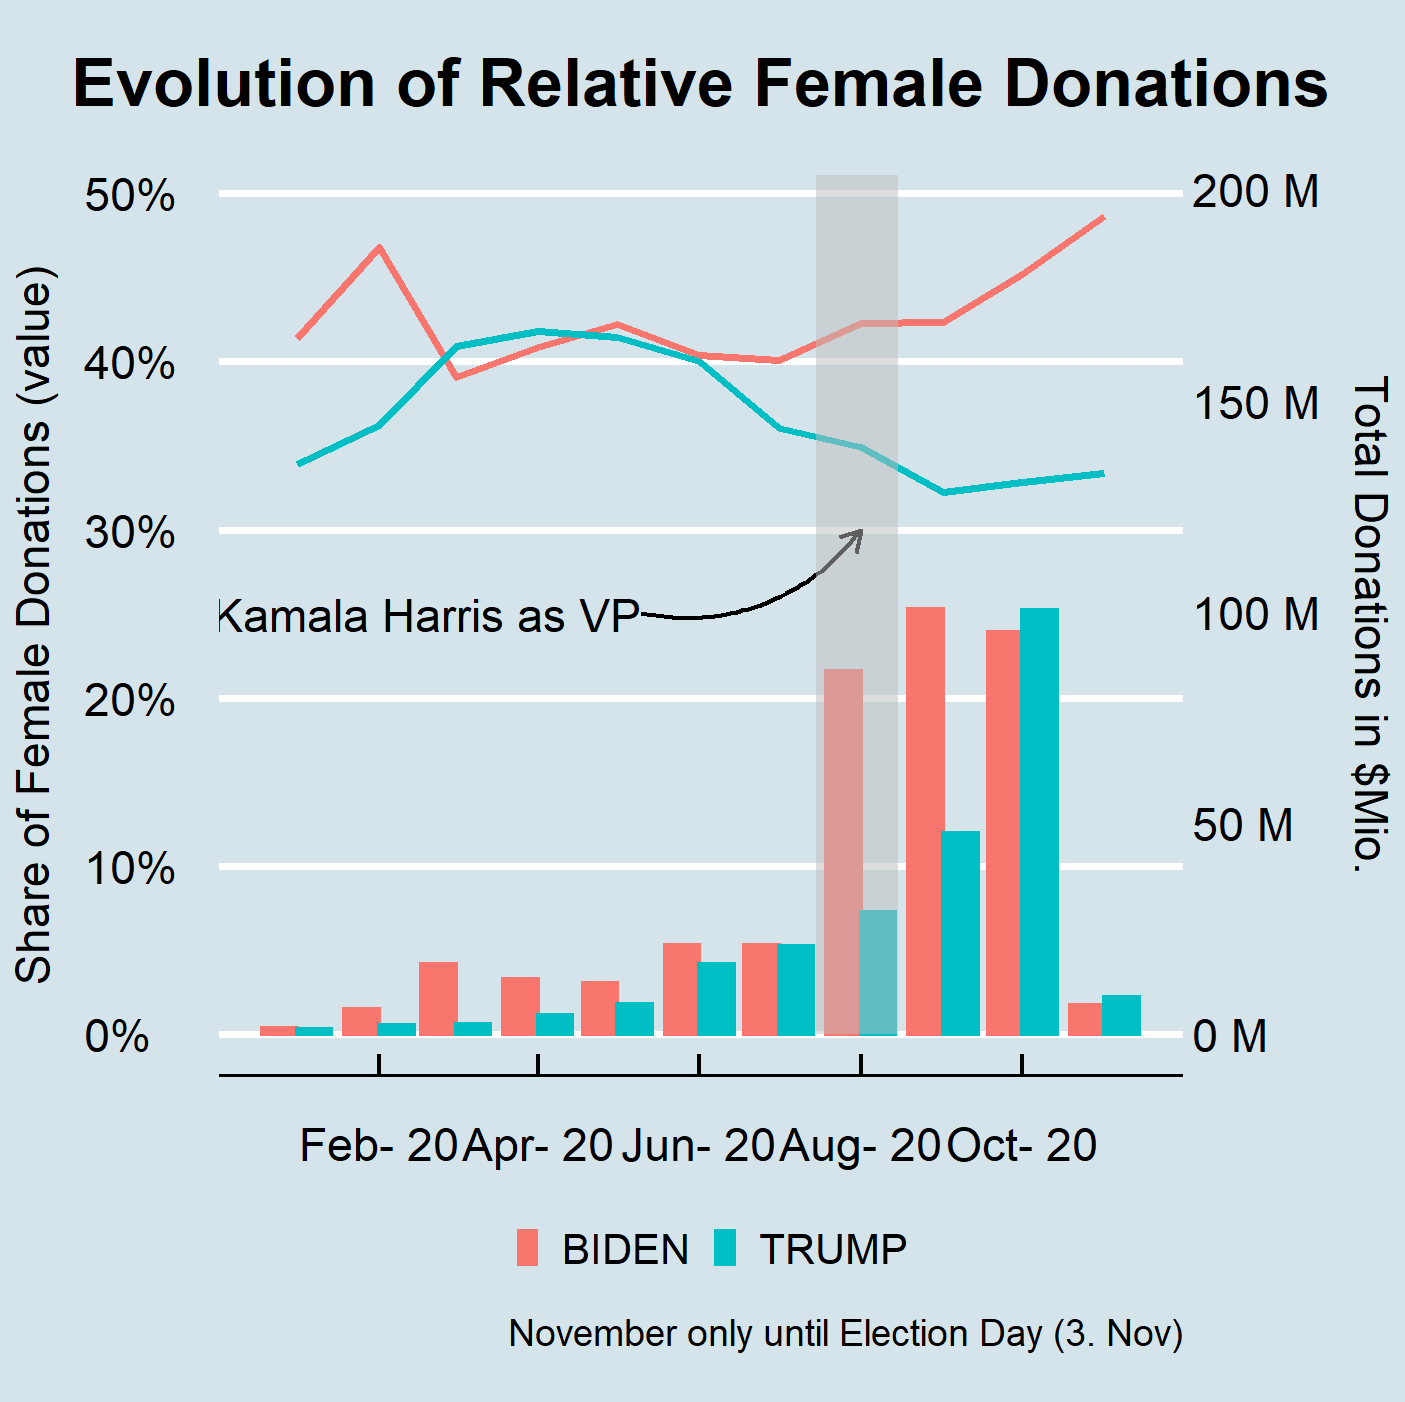 Evolution of Relative Female Donations
50%
40%
30%
20%
10%
0%
Share of Female Donations (value)
200 M
150 M
100 M
50 M
0 M
Total Donations in $Mio.
Kamala Harris as VP
Feb- 20 Apr- 20 Jun- 20 Aug- 20 Oct- 20
BIDEN TRUMP
November only until Election Day (3. Nov)